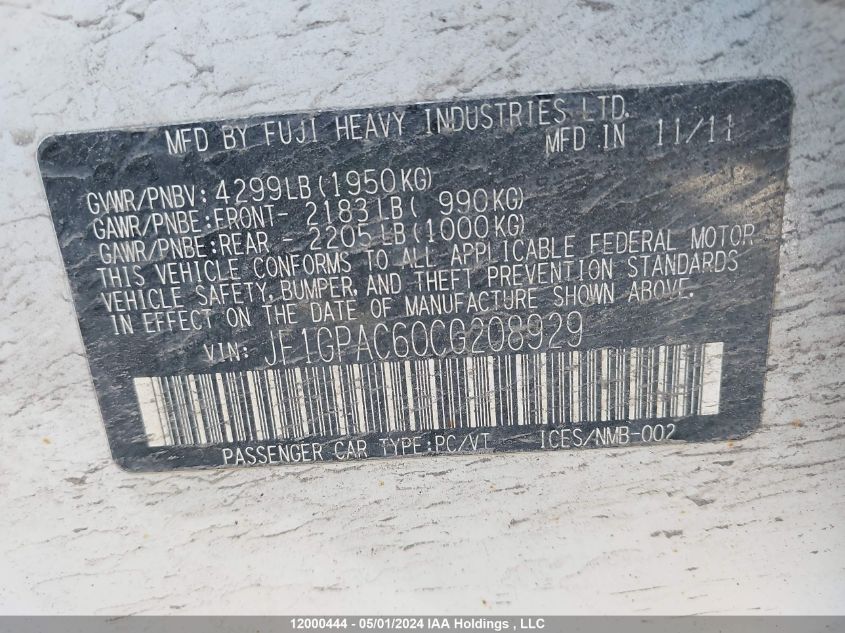 MFD BY FUJI HEAVY INDUSTRIES LTD.
MFD IN 11/11
GVWR/PNBV: 4299LB(1950KG)
GAWR/PNBE:FRONT- 2183LB( 990KG)
GAWR/PNBE:REAR - 2205LB(1000KG)
THIS VEHICLE CONFORMS TO ALL APPLICABLE FEDERAL MOTOR
VEHICLE SAFETY, BUMPER, AND THEFT PREVENTION STANDARDS
IN EFFECT ON THE DATE OF MANUFACTURE SHOWN ABOVE.
VIN: JF1GPAC60CG208929
PASSENGER CAR TYPE:PC/VT ICES/NMB-002
12000444 - 05/01/2024 IAA Holdings , LLC